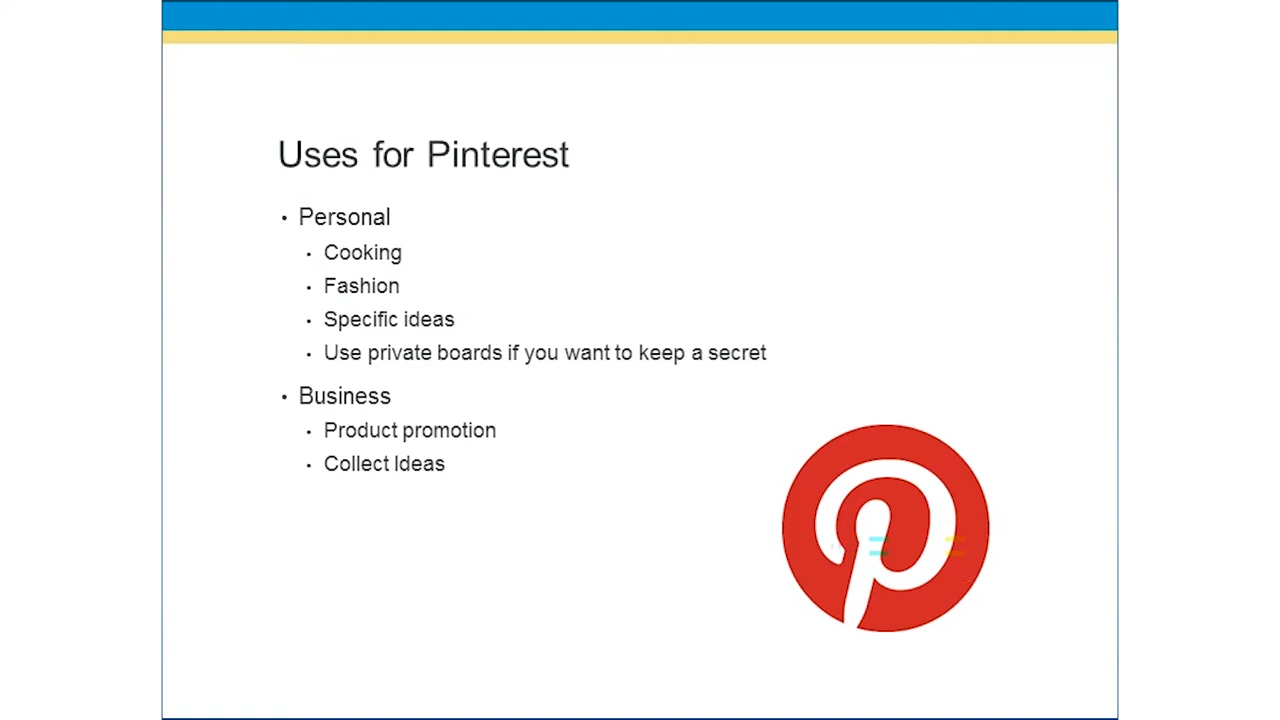 Uses for Pinterest
• Personal
• Cooking
• Fashion
• Specific ideas
• Use private boards if you want to keep a secret
• Business
• Product promotion
• Collect Ideas